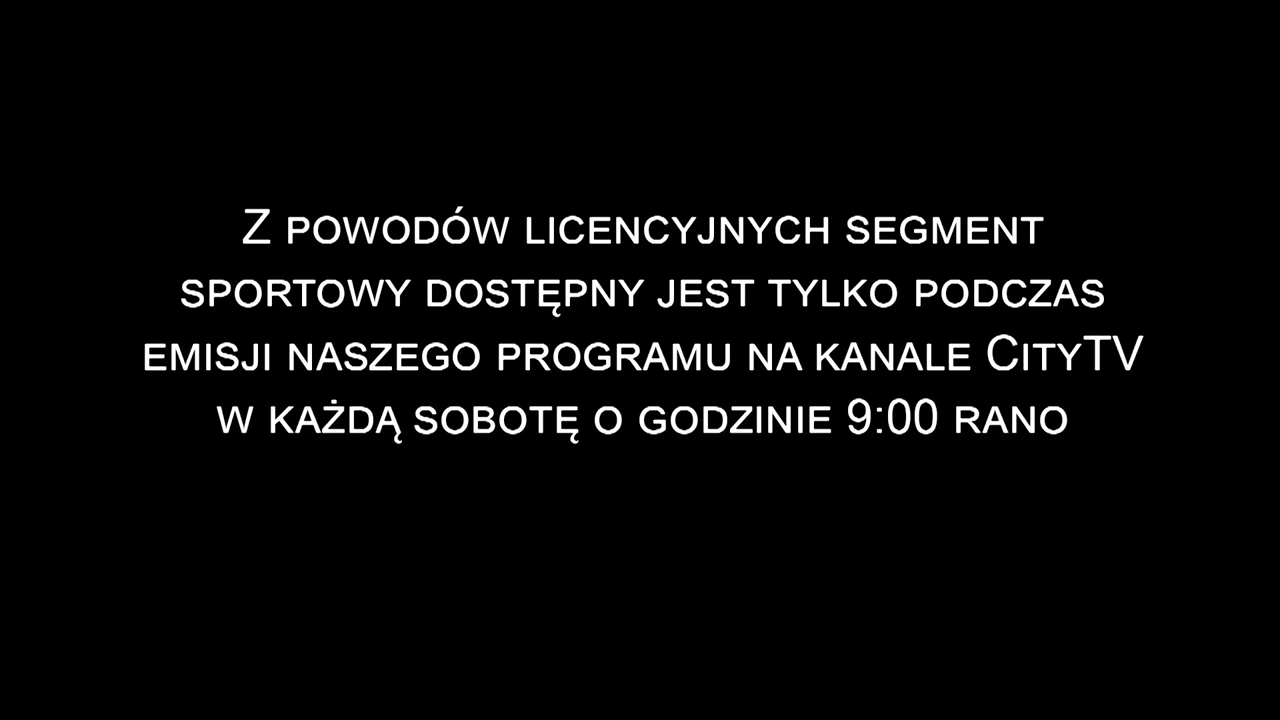 Z POWODÓW LICENCYJNYCH SEGMENT
SPORTOWY DOSTĘPNY JEST TYLKO PODCZAS
EMISJI NASZEGO PROGRAMU NA KANALE CITYTV
W KAŻDĄ SOBOTĘ O GODZINIE 9:00 RANO